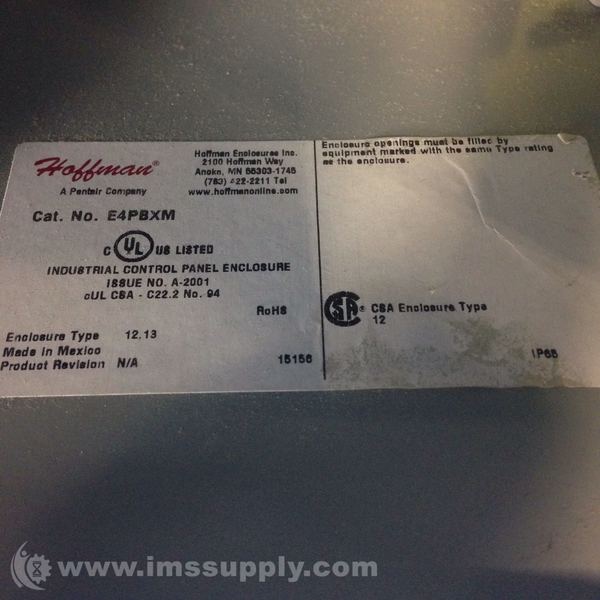 Hoffman®
A Pentair Company
Hoffman Enclosures Inc.
2100 Hoffman Way
Anoka, MN 55303-1745
(763) 422-2211 Tel
www.hoffmanonline.com
Cat. No. E4PBXM
C UL US LISTED
INDUSTRIAL CONTROL PANEL ENCLOSURE
ISSUE NO. A-2001
cUL CSA - C22.2 No. 94
RoHS
Enclosure Type 12,13
Made in Mexico
Product Revision N/A
15156
Enclosure openings must be filled by
equipment marked with the same Type rating
as the enclosure.
CSA® CSA Enclosure Type
12
IP65
www.imssupply.com